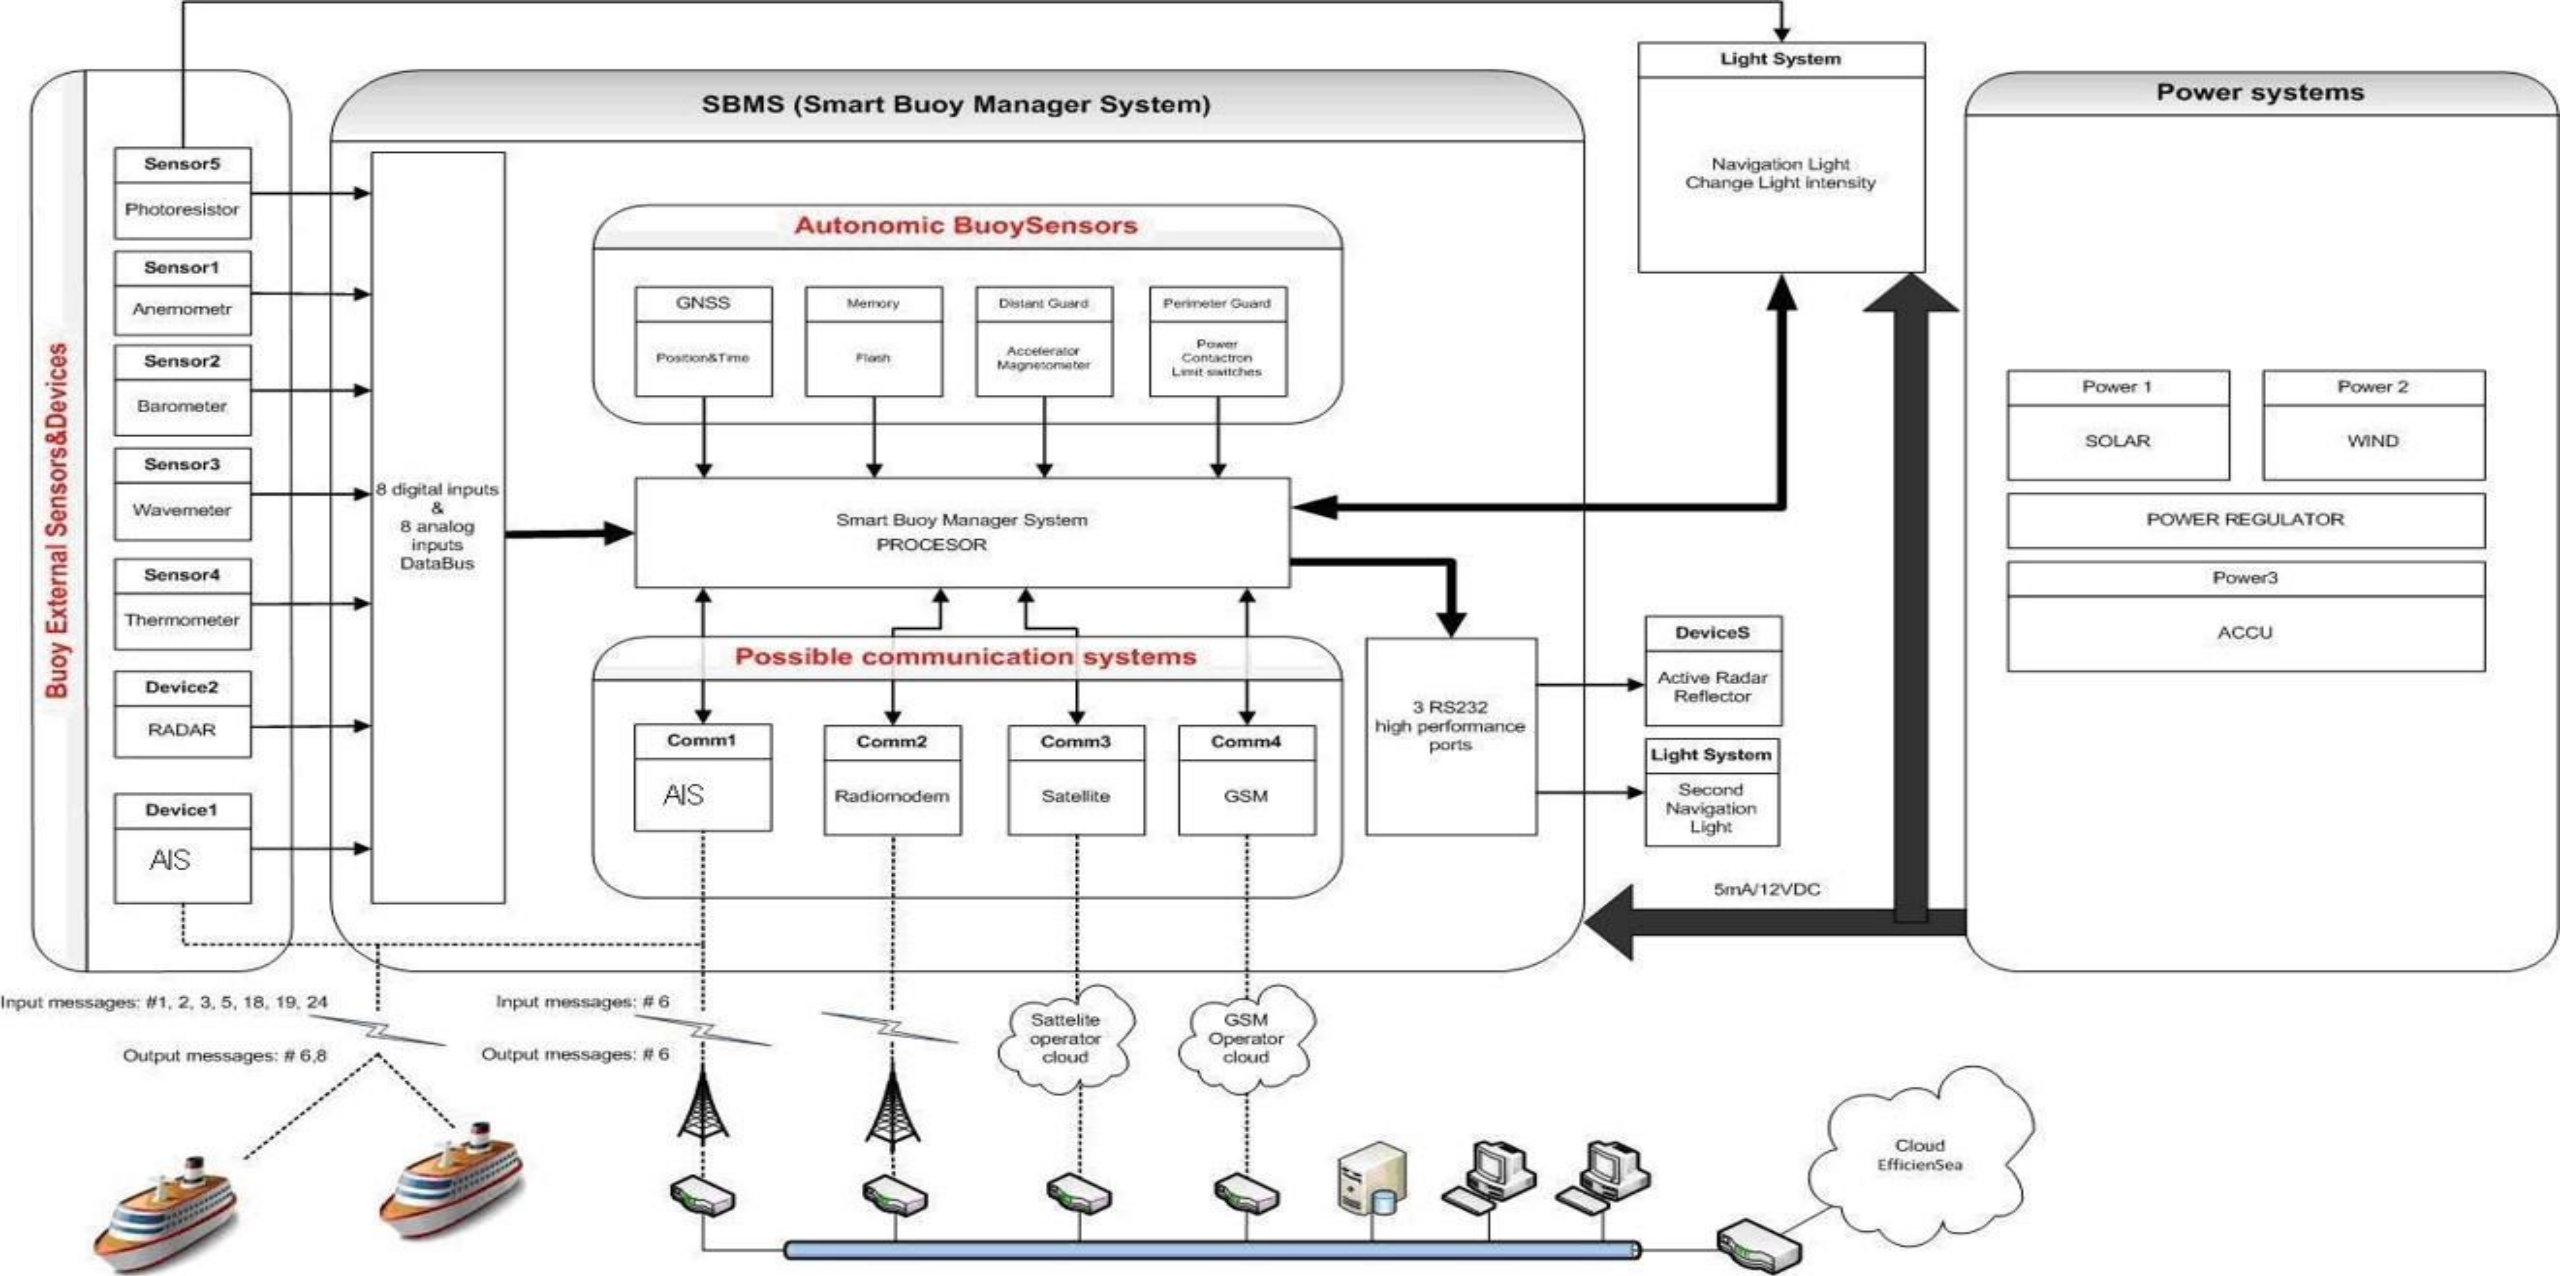 Light System
Navigation Light
Change Light intensity
Power systems
SBMS (Smart Buoy Manager System)
Buoy External Sensors&Devices
Sensor5
Photoresistor
Sensor1
Anemometr
Sensor2
Barometer
Sensor3
Wavemeter
Sensor4
Thermometer
Device2
RADAR
Device1
AIS
8 digital inputs
&
8 analog
inputs
DataBus
Autonomic BuoySensors
GNSS
Position&Time
Memory
Flash
Distant Guard
Accelerator
Magnetometer
Perimeter Guard
Power
Contactron
Limit switches
Smart Buoy Manager System
PROCESOR
Possible communication systems
Comm1
AIS
Comm2
Radiomodem
Comm3
Satellite
Comm4
GSM
3 RS232
high performance
ports
DeviceS
Active Radar
Reflector
Light System
Second
Navigation
Light
5mA/12VDC
Power 1
SOLAR
Power 2
WIND
POWER REGULATOR
Power3
ACCU
Input messages: #1, 2, 3, 5, 18, 19, 24
Output messages: # 6,8
Input messages: # 6
Output messages: # 6
Sattelite
operator
cloud
GSM
Operator
cloud
Cloud
EfficienSea